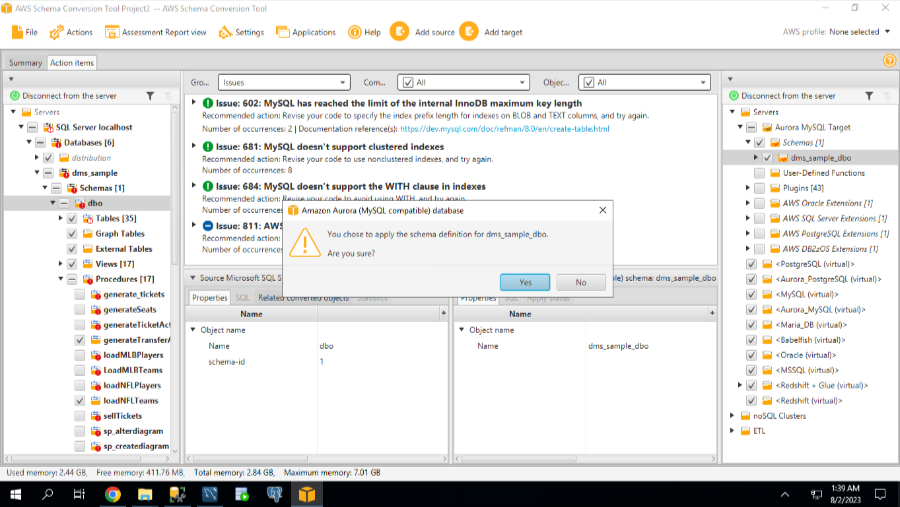 AWS Schema Conversion Tool Project2 -- AWS Schema Conversion Tool
File Actions Assessment Report view Settings Applications Help Add source Add target AWS profile: None selected
Summary Action items
Disconnect from the server
Servers
SQL Server localhost
Databases [6]
distribution
dms_sample
Schemas [1]
dbo
Tables [35]
Graph Tables
External Tables
Views [17]
Procedures [17]
generate_tickets
generateSeats
generateTicketAct
generateTransferA
loadMLBPlayers
LoadMLBTeams
loadNFLPlayers
loadNFLTeams
sellTickets
sp_alterdiagram
sp_creatediagram
Gro... Issues Com... All Objec... All
Issue: 602: MySQL has reached the limit of the internal InnoDB maximum key length
Recommended action: Revise your code to specify the index prefix length for indexes on BLOB and TEXT columns, and try again.
Number of occurrences: 2 | Documentation reference(s): https://dev.mysql.com/doc/refman/8.0/en/create-table.html
Issue: 681: MySQL doesn't support clustered indexes
Recommended action: Revise your code to use nonclustered indexes, and try again.
Number of occurrences: 8
Issue: 684: MySQL doesn't support the WITH clause in indexes
Recommended action: Revise your code to avoid using WITH, and try again.
Number of occurrences
Issue: 811: AWS
Recommended action:
Number of occurrences
Amazon Aurora (MySQL compatible) database
You chose to apply the schema definition for dms_sample_dbo.
Are you sure?
Yes No
Source Microsoft SQL S
Properties SQL Related converted objects Statistics
Name
Object name
Name dbo
schema-id 1
schema: dms_sample_dbo
Properties SQL Apply status
Name
Object name
Name dms_sample_dbo
Disconnect from the server
Servers
Aurora MySQL Target
Schemas [1]
dms_sample_dbo
User-Defined Functions
Plugins [43]
AWS Oracle Extensions [1]
AWS SQL Server Extensions [1]
AWS PostgreSQL Extensions [1]
AWS DB2zOS Extensions [1]
<PostgreSQL (virtual)>
<Aurora_PostgreSQL (virtual)>
<MySQL (virtual)>
<Aurora_MySQL (virtual)>
<Maria_DB (virtual)>
<Babelfish (virtual)>
<Oracle (virtual)>
<MSSQL (virtual)>
<Redshift + Glue (virtual)>
<Redshift (virtual)>
noSQL Clusters
ETL
Used memory: 2.44 GB, Free memory: 411.76 MB, Total memory: 2.84 GB, Maximum memory: 7.01 GB
1:39 AM
8/2/2023